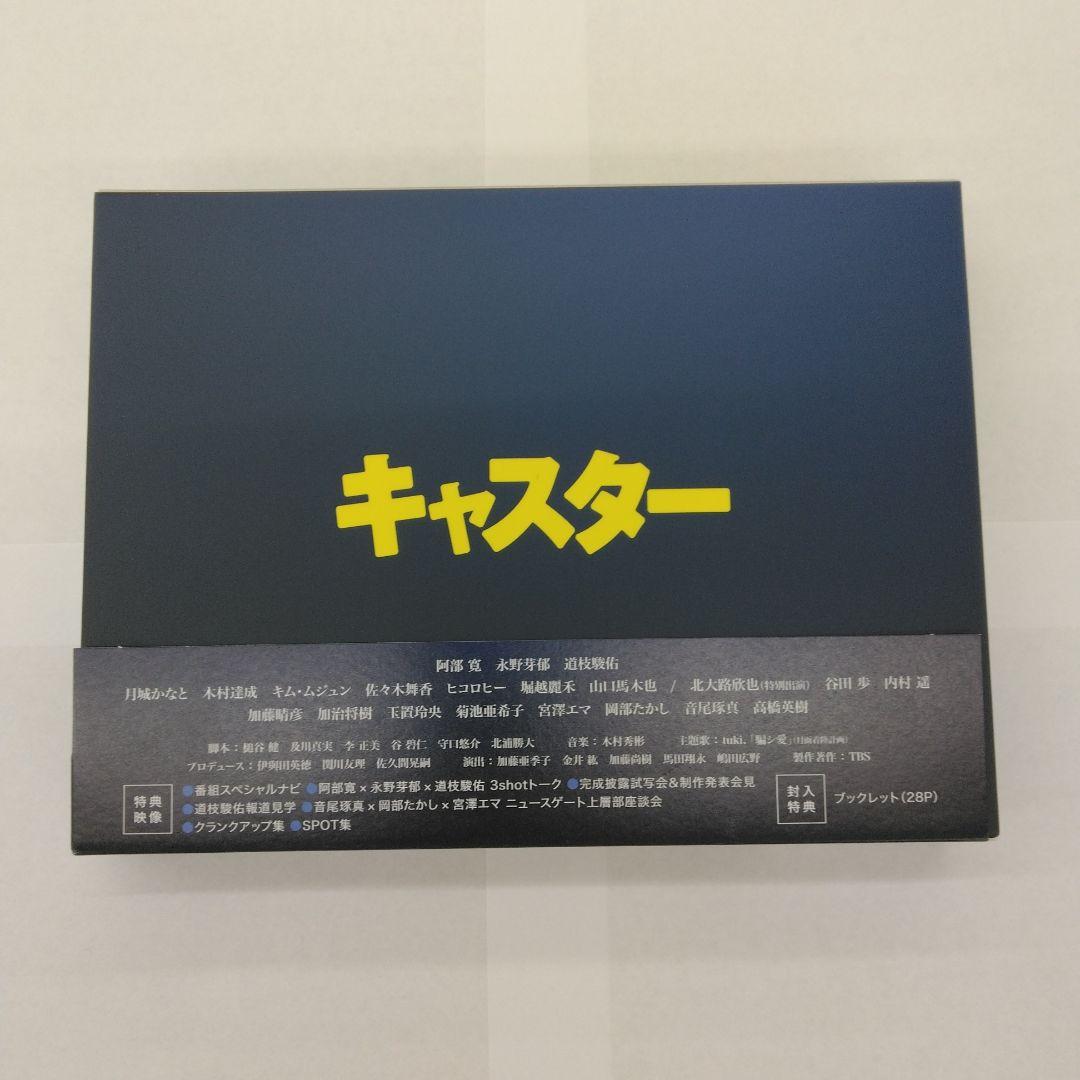 キャスター
阿部 寛 永野芽郁 道枝駿佑
月城かなと 木村達成 キム・ムジュン 佐々木舞香 ヒコロヒー 堀越麗禾 山口馬木也 / 北大路欣也(特別出演) 谷田 歩 内村 遥
加藤晴彦 加治将樹 玉置玲央 菊池亜希子 宮澤エマ 岡部たかし 音尾琢真 高橋英樹
脚本：槌谷 健 及川真実 李 正美 谷 碧仁 守口悠介 北浦勝大 音楽：木村秀彬 主題歌：tuki.「騙シ愛」(月面着陸計画)
プロデュース：伊與田英徳 関川友理 佐久間晃嗣 演出：加藤亜季子 金井 紘 加藤尚樹 馬田翔永 嶋田広野 製作著作：TBS
特典映像
●番組スペシャルナビ ●阿部寛×永野芽郁×道枝駿佑 3shotトーク ●完成披露試写会&制作発表会見
●道枝駿佑報道見学 ●音尾琢真×岡部たかし×宮澤エマ ニュースゲート上層部座談会
●クランクアップ集 ●SPOT集
封入特典
ブックレット(28P)